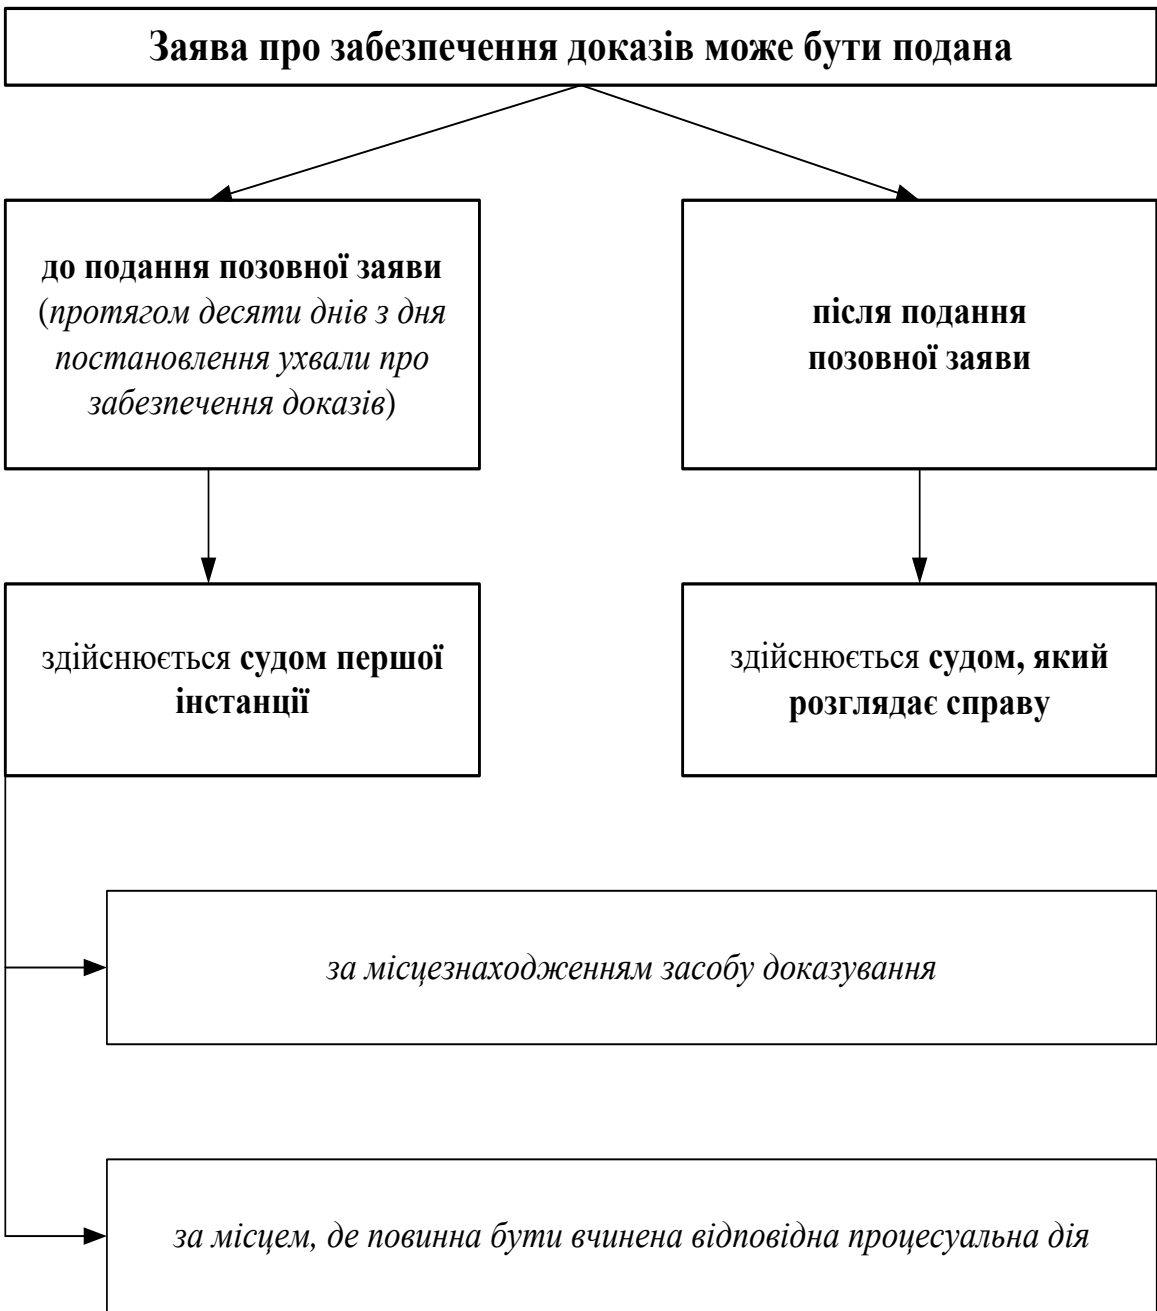 Заява про забезпечення доказів може бути подана
до подання позовної заяви
(протягом десяти днів з дня
постановлення ухвали про
забезпечення доказів)
після подання
позовної заяви
здійснюється судом першої
інстанції
здійснюється судом, який
розглядає справу
за місцезнаходженням засобу доказування
за місцем, де повинна бути вчинена відповідна процесуальна дія